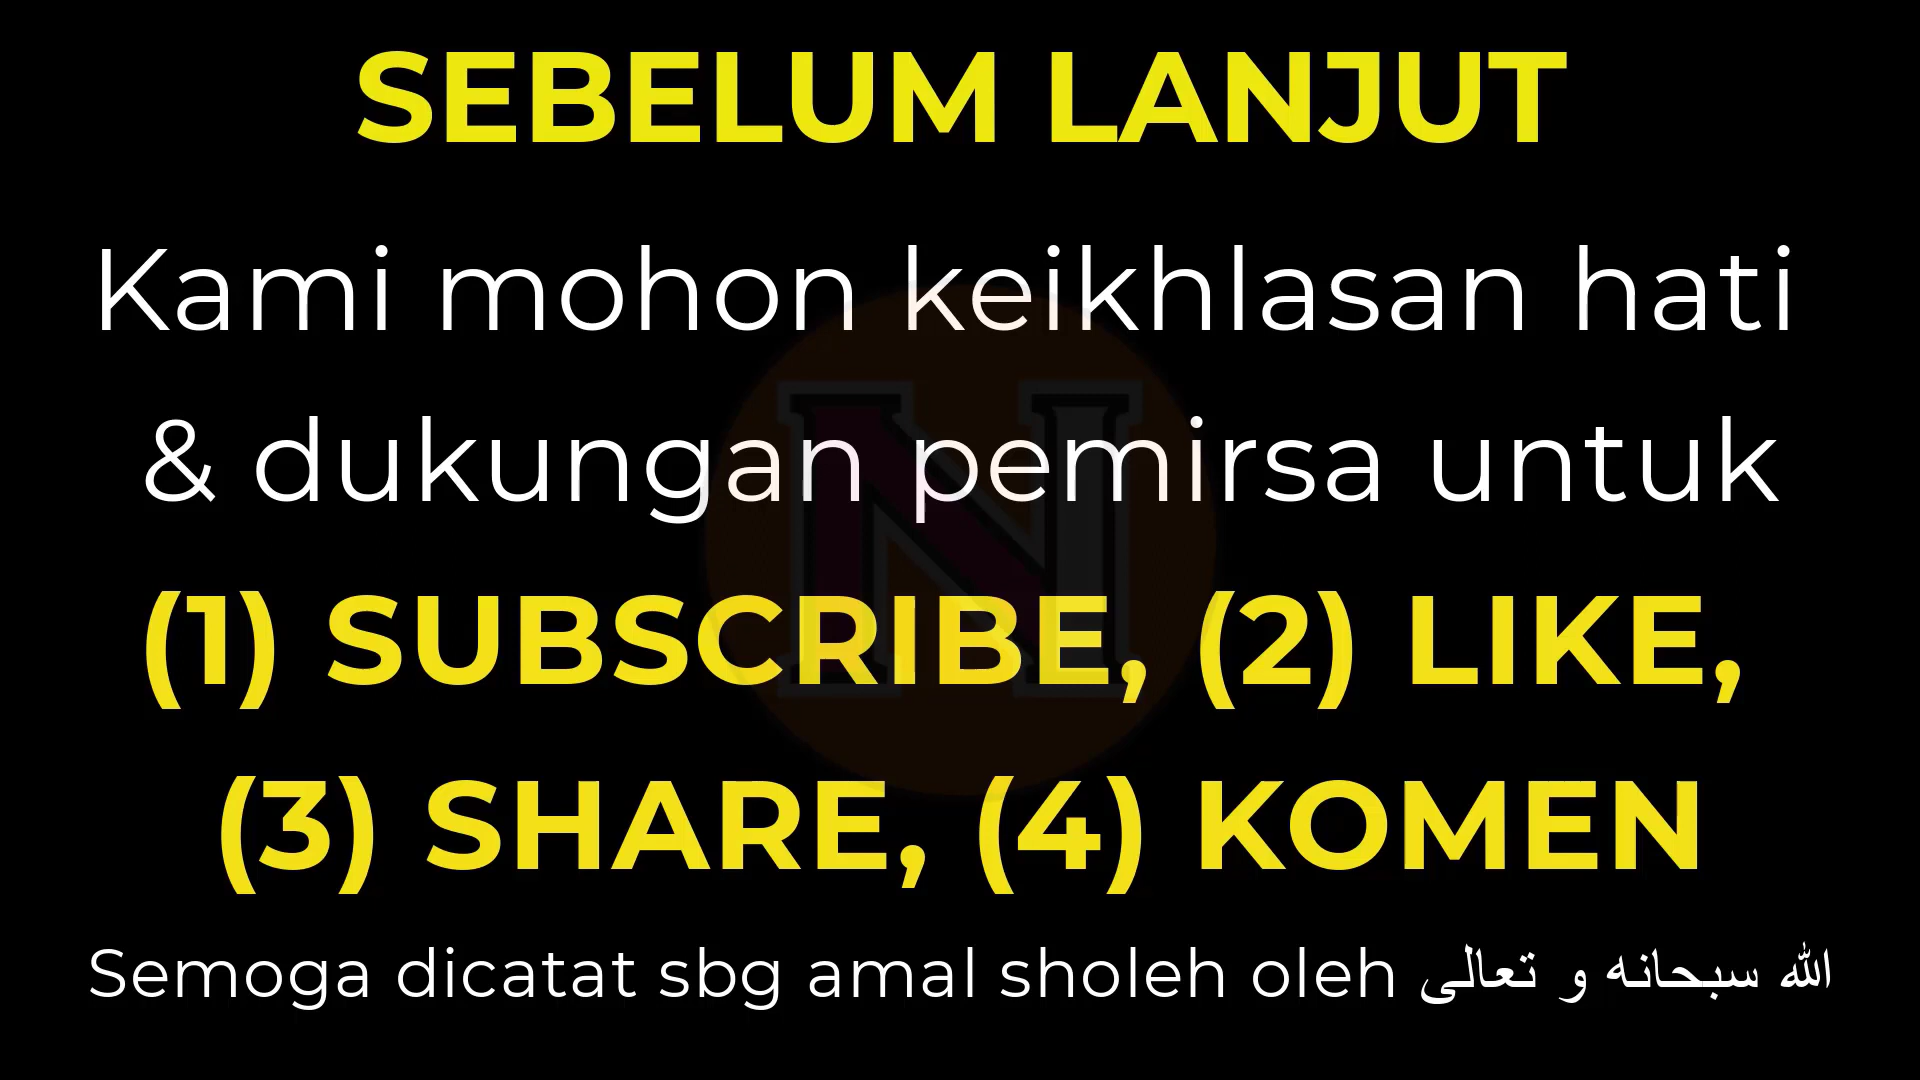 SEBELUM LANJUT
Kami mohon keikhlasan hati
& dukungan pemirsa untuk
(1) SUBSCRIBE, (2) LIKE,
(3) SHARE, (4) KOMEN
Semoga dicatat sbg amal sholeh oleh الله سبحانه و تعالى
N